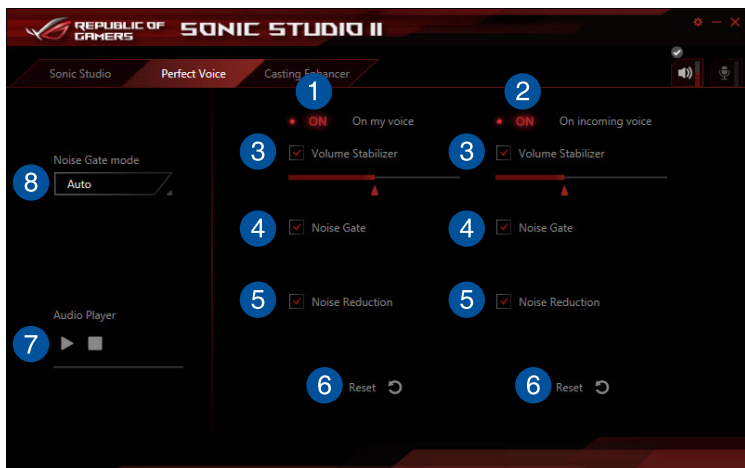 REPUBLIC OF
GAMERS
SONIC STUDIO II
Sonic Studio
Perfect Voice
Casting Enhancer
1
2
ON
On my voice
ON
On incoming voice
3
Volume Stabilizer
3
Volume Stabilizer
Noise Gate mode
8
Auto
4
Noise Gate
4
Noise Gate
5
Noise Reduction
5
Noise Reduction
Audio Player
7
6
Reset
6
Reset